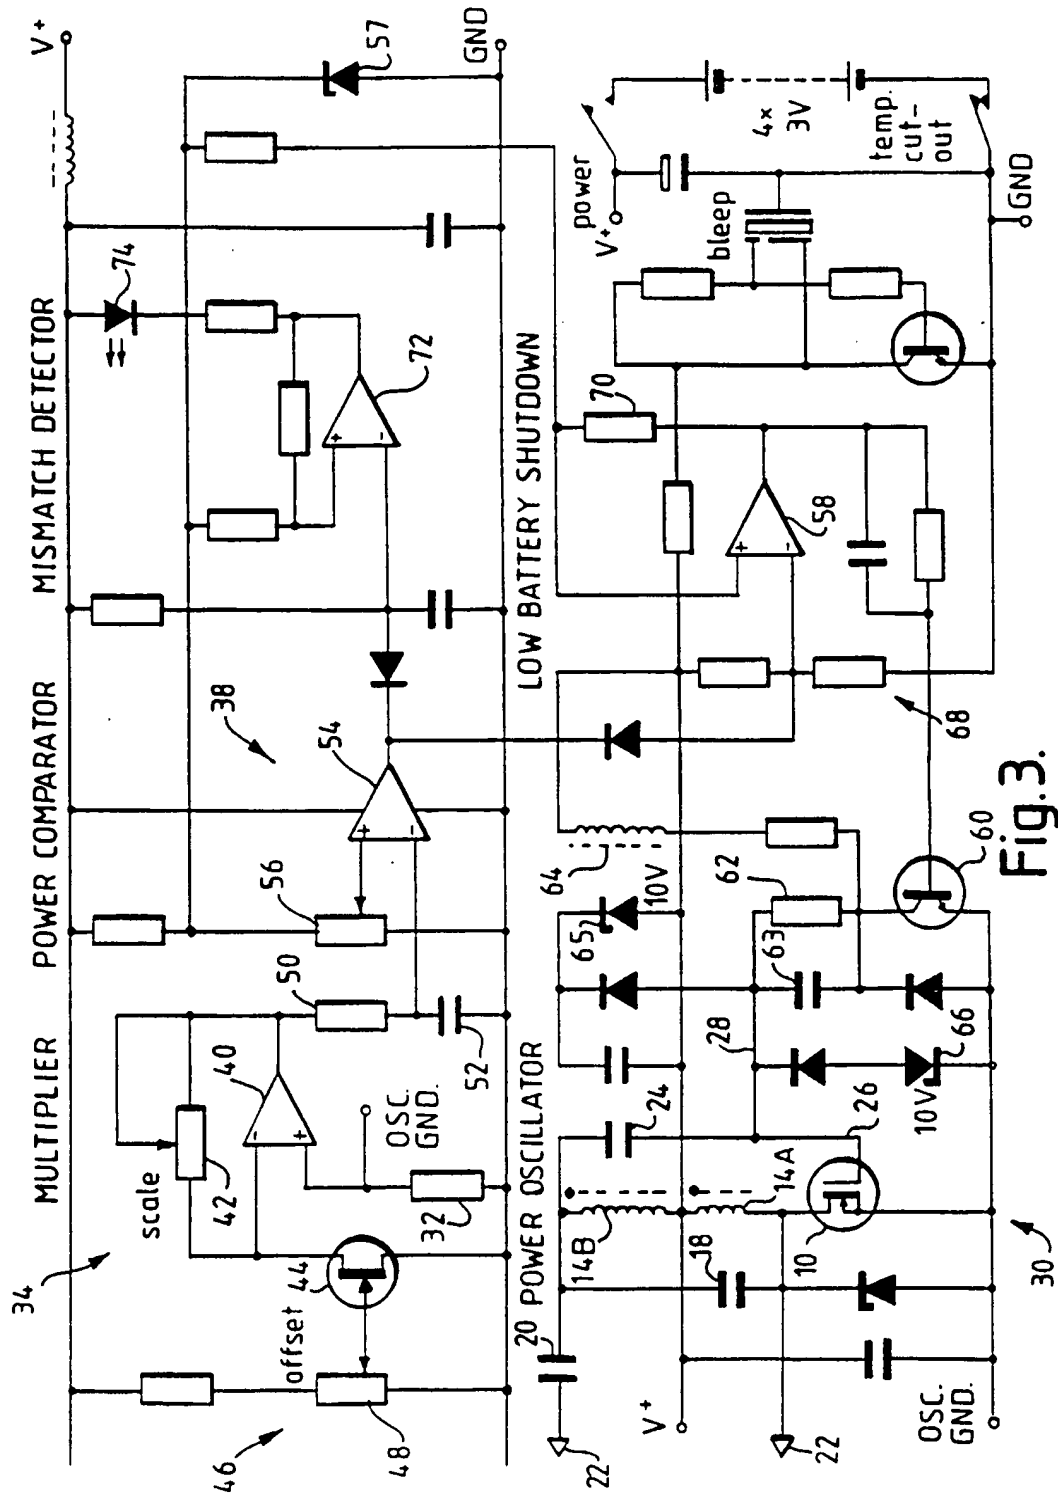 MULTIPLIER
POWER COMPARATOR
MISMATCH DETECTOR
V+
34
scale
42
40
50
56
54
38
72
74
57
GND
46
48
offset
44
32
OSC.
GND.
52
20
POWER OSCILLATOR
LOW BATTERY SHUTDOWN
22
V+
22
OSC.
GND.
14B
18
10
14A
24
26
28
10V
66
65
10V
64
63
62
60
68
58
70
bleep
power
V+
4x
3V
temp.
cut-
out
GND
30
Fig.3.